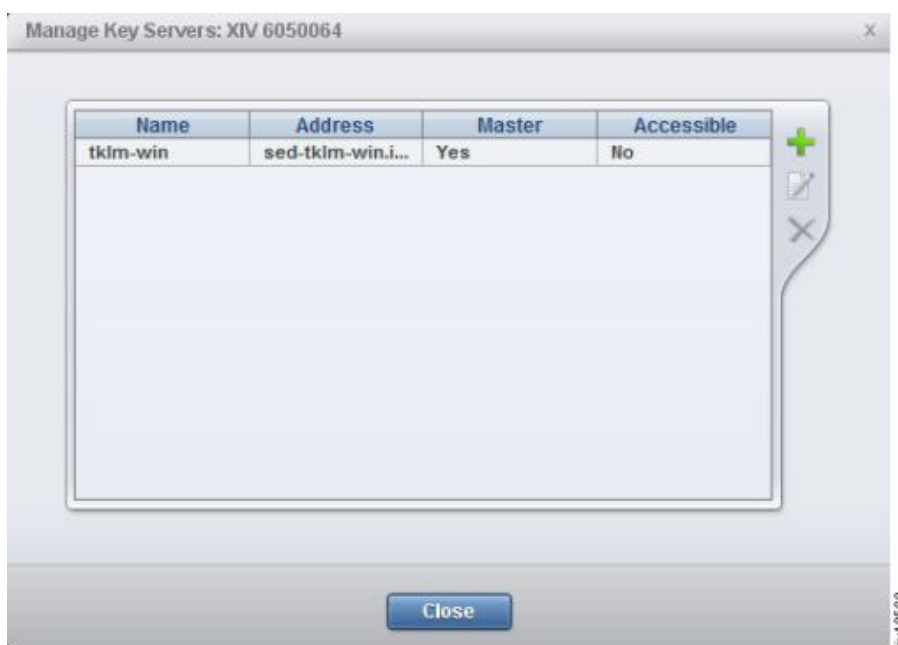 Manage Key Servers: XIV 6050064 x
Name Address Master Accessible
tklm-win sed-tklm-win.i... Yes No
Close